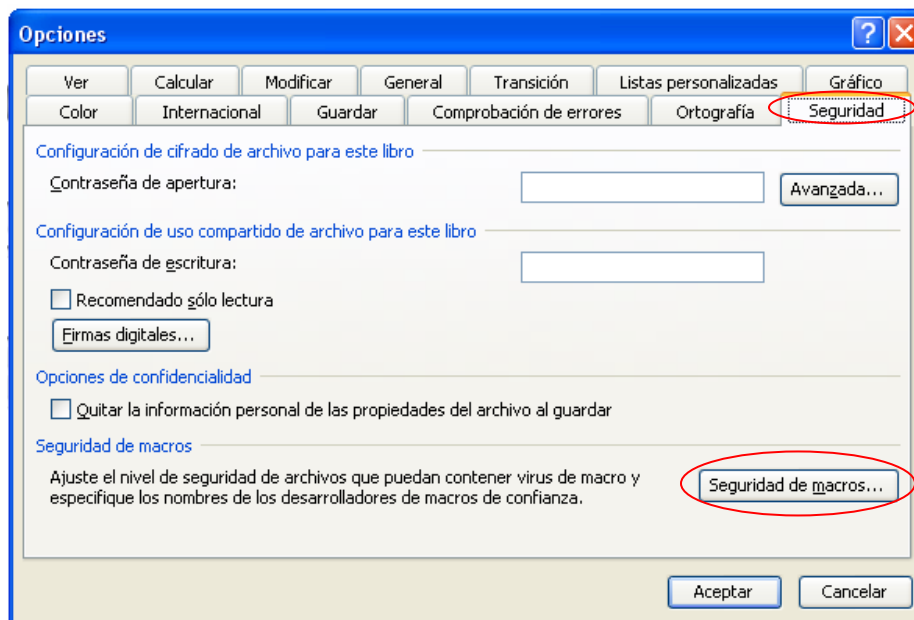 Opciones
Ver Calcular Modificar General Transición Listas personalizadas Gráfico
Color Internacional Guardar Comprobación de errores Ortografía Seguridad
Configuración de cifrado de archivo para este libro
Contraseña de apertura: Avanzada...
Configuración de uso compartido de archivo para este libro
Contraseña de escritura:
Recomendado sólo lectura
Firmas digitales...
Opciones de confidencialidad
Quitar la información personal de las propiedades del archivo al guardar
Seguridad de macros
Ajuste el nivel de seguridad de archivos que puedan contener virus de macro y
especifique los nombres de los desarrolladores de macros de confianza.
Seguridad de macros...
Aceptar Cancelar